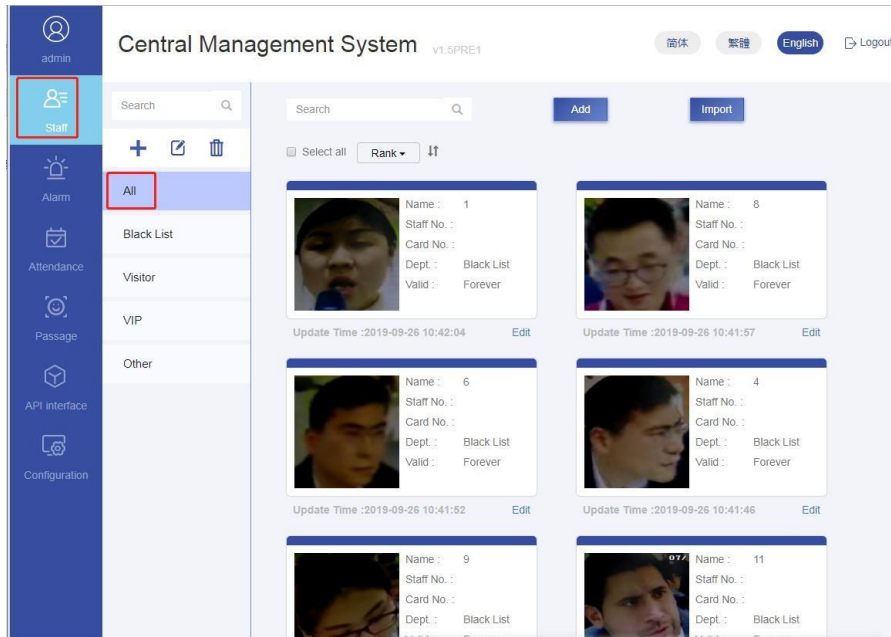 admin
Central Management System v1.5PRE1
简体 繁體 English Logout
Staff
Alarm
Attendance
Passage
API interface
Configuration
Search
All
Black List
Visitor
VIP
Other
Search Add Import
Select all Rank
Name : 1
Staff No. :
Card No. :
Dept. : Black List
Valid : Forever
Update Time :2019-09-26 10:42:04 Edit
Name : 8
Staff No. :
Card No. :
Dept. : Black List
Valid : Forever
Update Time :2019-09-26 10:41:57 Edit
Name : 6
Staff No. :
Card No. :
Dept. : Black List
Valid : Forever
Update Time :2019-09-26 10:41:52 Edit
Name : 4
Staff No. :
Card No. :
Dept. : Black List
Valid : Forever
Update Time :2019-09-26 10:41:46 Edit
Name : 9
Staff No. :
Card No. :
Dept. : Black List
07/
Name : 11
Staff No. :
Card No. :
Dept. : Black List